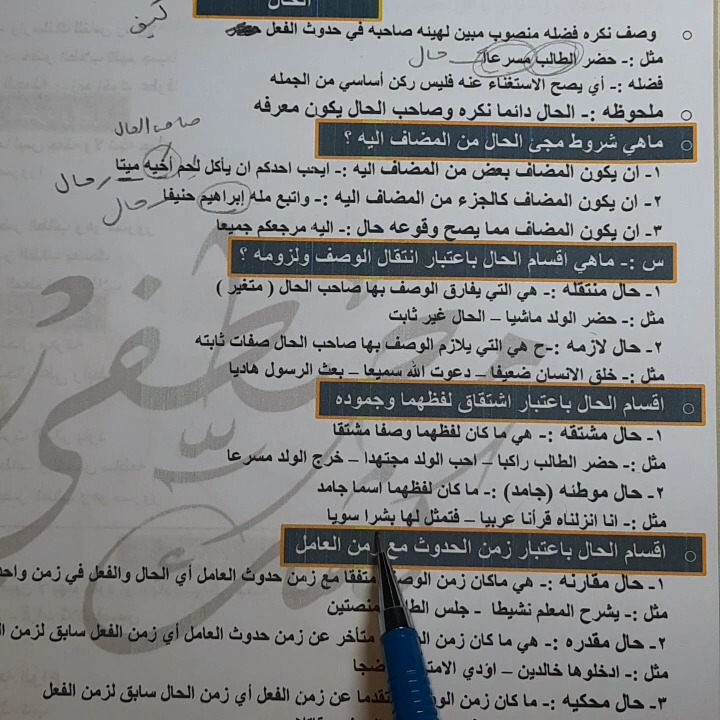 الحال
كيف
وصف نكره فضله منصوب مبين لهيئه صاحبه في حدوث الفعل
مثل :- حضر الطالب مسرعا حال
فضله :- أي يصح الاستغناء عنه فليس ركن أساسي من الجمله
ملحوظه :- الحال دائما نكره وصاحب الحال يكون معرفه
صاحب الحال
ماهي شروط مجئ الحال من المضاف اليه ؟
١- ان يكون المضاف بعض من المضاف اليه :- ايحب احدكم ان يأكل لحم أخيه ميتا حال
٢- ان يكون المضاف كالجزء من المضاف اليه :- واتبع مله إبراهيم حنيفا حال
٣- ان يكون المضاف مما يصح وقوعه حال :- اليه مرجعكم جميعا
س :- ماهي اقسام الحال باعتبار انتقال الوصف ولزومه ؟
١- حال منتقله :- هي التي يفارق الوصف بها صاحب الحال ( متغير )
مثل :- حضر الولد ماشيا – الحال غير ثابت
٢- حال لازمه :-ح هي التي يلازم الوصف بها صاحب الحال صفات ثابته
مثل :- خلق الانسان ضعيفا – دعوت الله سميعا – بعث الرسول هاديا
اقسام الحال باعتبار اشتقاق لفظهما وجموده
١- حال مشتقه :- هي ما كان لفظهما وصفا مشتقا
مثل :- حضر الطالب راكبا – احب الولد مجتهدا – خرج الولد مسرعا
٢- حال موطئه (جامد) :- ما كان لفظهما اسما جامد
مثل :- انا انزلناه قرأنا عربيا – فتمثل لها بشرا سويا
اقسام الحال باعتبار زمن الحدوث مع زمن العامل
١- حال مقارنه :- هي ماكان زمن الوصف متفقا مع زمن حدوث العامل أي الحال والفعل في زمن واحد
مثل :- يشرح المعلم نشيطا - جلس الطالب منصتين
٢- حال مقدره :- هي ما كان زمن متأخر عن زمن حدوث العامل أي زمن الفعل سابق لزمن
مثل :- ادخلوها خالدين – اؤدي
٣- حال محكيه :- ما كان زمن عن زمن الفعل أي زمن الحال سابق لزمن الفعل